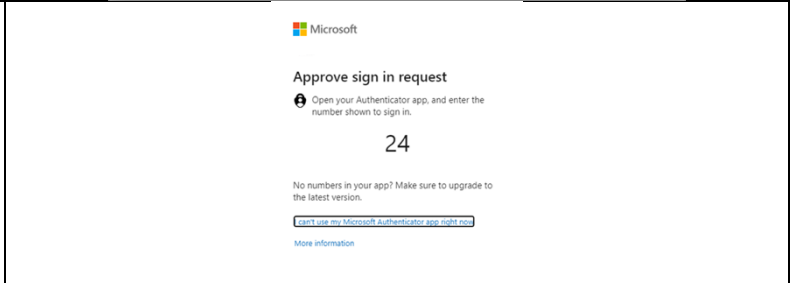 Microsoft
Approve sign in request
Open your Authenticator app, and enter the
number shown to sign in.
24
No numbers in your app? Make sure to upgrade to
the latest version.
I can't use my Microsoft Authenticator app right now
More information